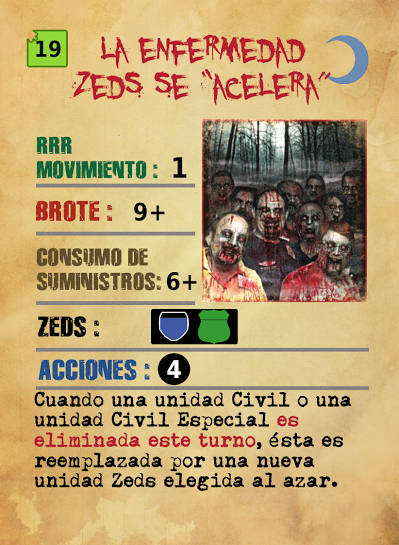 19
LA ENFERMEDAD
ZEDS SE “ACELERA”
RRR
MOVIMIENTO : 1
BROTE : 9+
CONSUMO DE
SUMINISTROS: 6+
ZEDS :
ACCIONES : 4
Cuando una unidad Civil o una
unidad Civil Especial es
eliminada este turno, ésta es
reemplazada por una nueva
unidad Zeds elegida al azar.